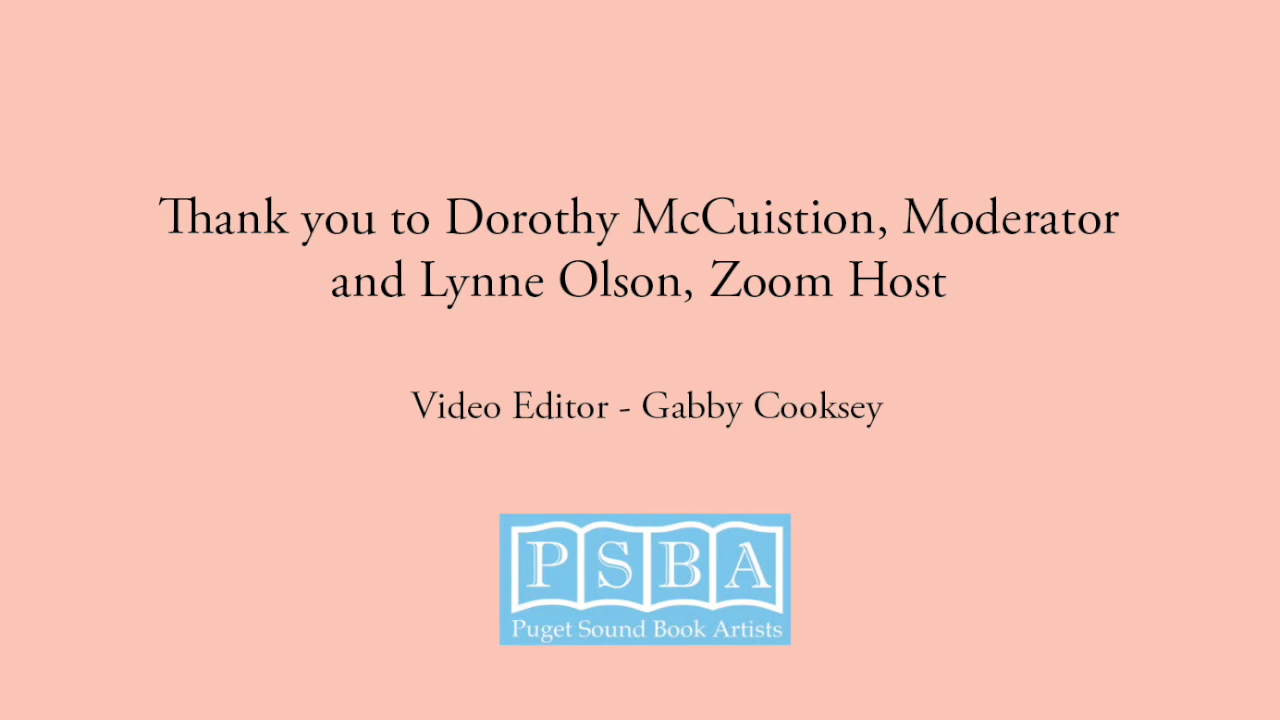 Thank you to Dorothy McCuistion, Moderator
and Lynne Olson, Zoom Host
Video Editor - Gabby Cooksey
PSBA
Puget Sound Book Artists